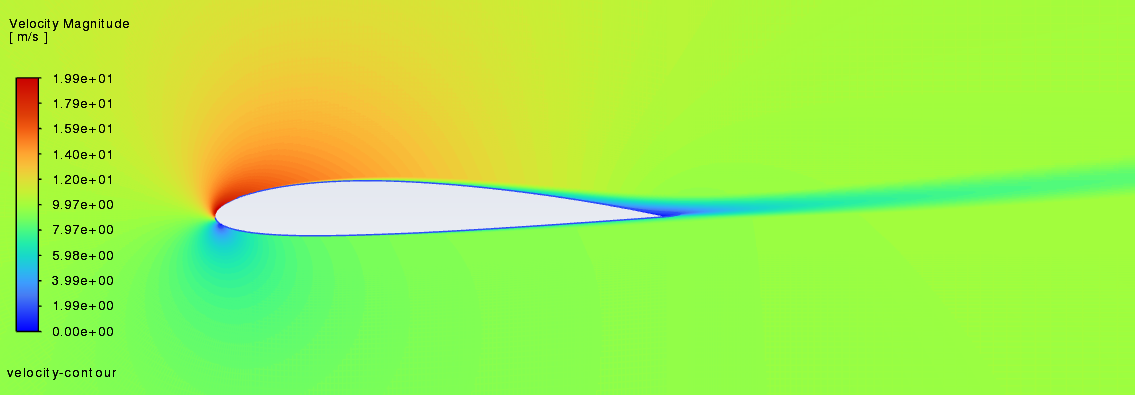 Velocity Magnitude
[ m/s ]
1.99e+01
1.79e+01
1.59e+01
1.40e+01
1.20e+01
9.97e+00
7.97e+00
5.98e+00
3.99e+00
1.99e+00
0.00e+00
velocity-contour